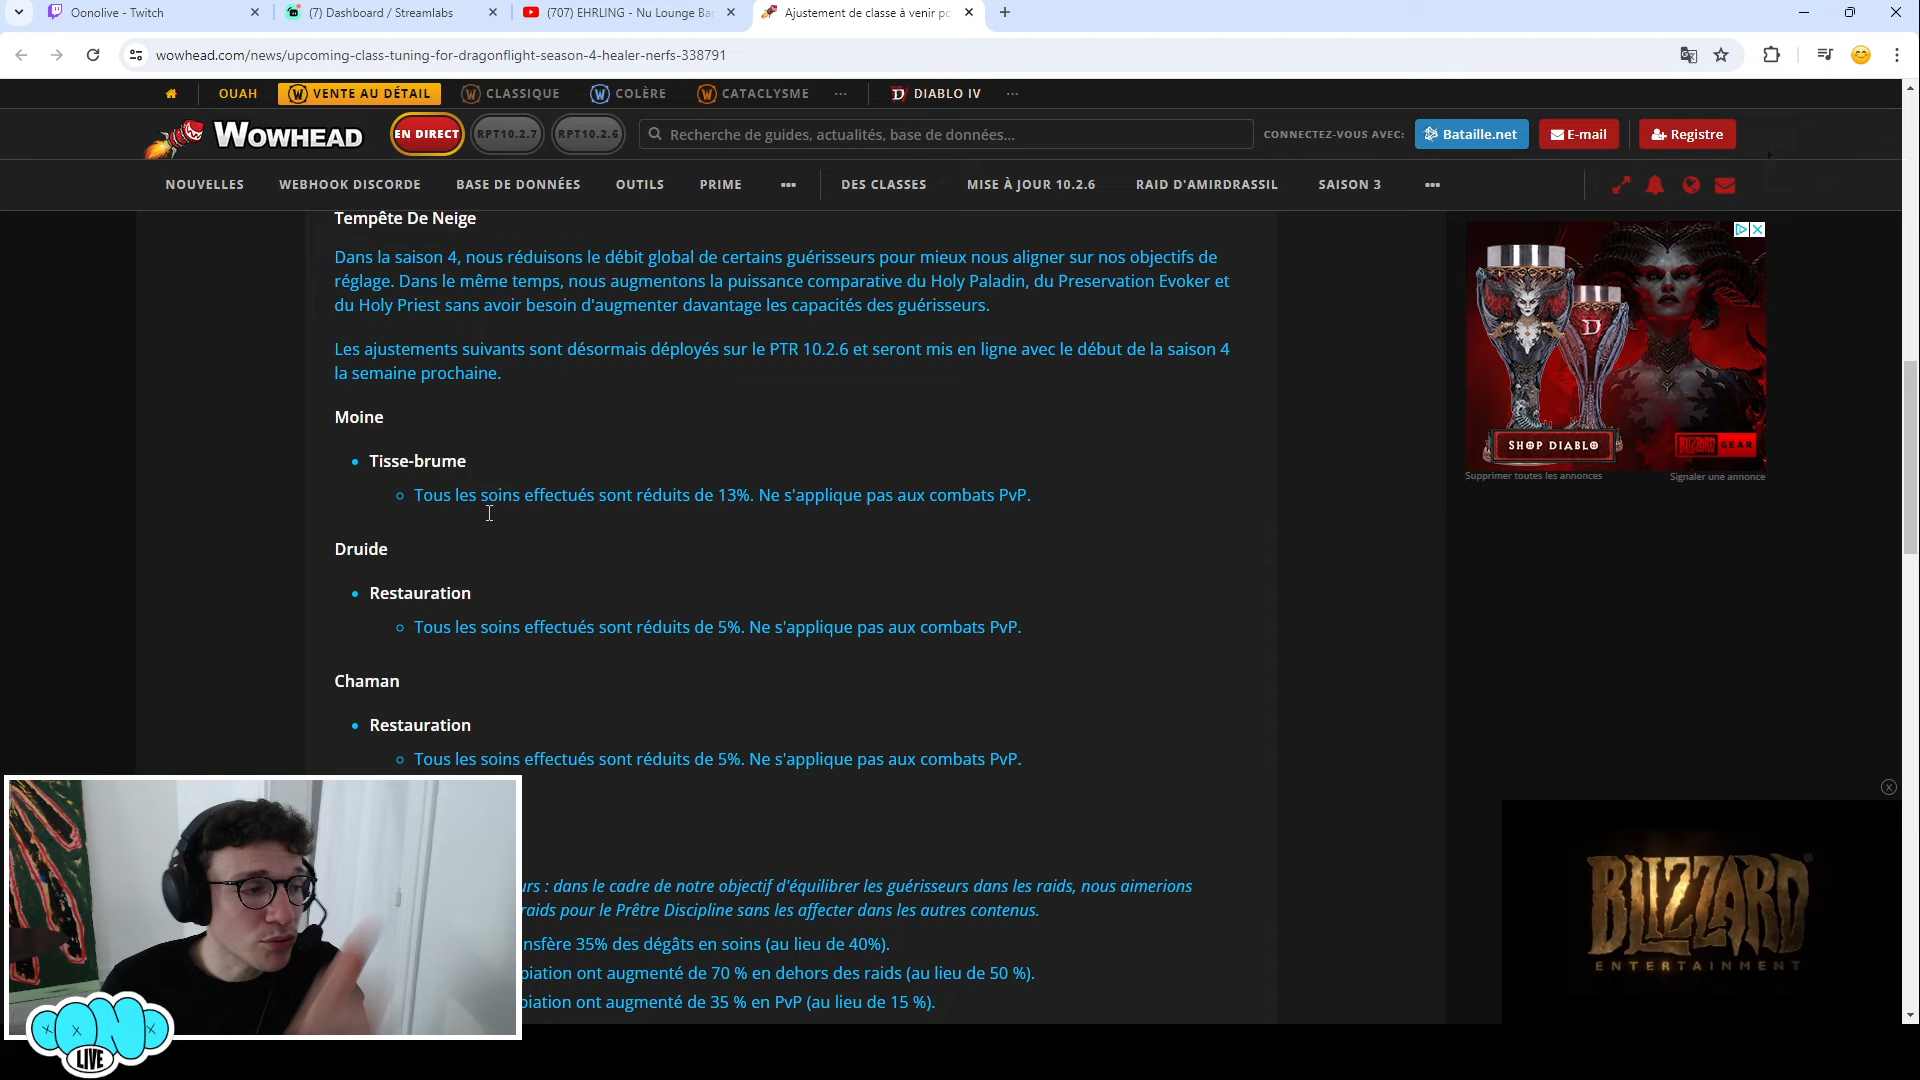 Oonolive - Twitch
(7) Dashboard / Streamlabs
(707) EHRLING - Nu Lounge Ba
Ajustement de classe à venir po
wowhead.com/news/upcoming-class-tuning-for-dragonflight-season-4-healer-nerfs-338791
OUAH
VENTE AU DÉTAIL
CLASSIQUE
COLÈRE
CATACLYSME
DIABLO IV
WOWHEAD
EN DIRECT
RPT10.2.7
RPT10.2.6
Recherche de guides, actualités, base de données...
CONNECTEZ-VOUS AVEC:
Bataille.net
E-mail
Registre
NOUVELLES
WEBHOOK DISCORDE
BASE DE DONNÉES
OUTILS
PRIME
DES CLASSES
MISE À JOUR 10.2.6
RAID D'AMIRDRASSIL
SAISON 3
Tempête De Neige
Dans la saison 4, nous réduisons le débit global de certains guérisseurs pour mieux nous aligner sur nos objectifs de
réglage. Dans le même temps, nous augmentons la puissance comparative du Holy Paladin, du Preservation Evoker et
du Holy Priest sans avoir besoin d'augmenter davantage les capacités des guérisseurs.
Les ajustements suivants sont désormais déployés sur le PTR 10.2.6 et seront mis en ligne avec le début de la saison 4
la semaine prochaine.
Moine
Tisse-brume
Tous les soins effectués sont réduits de 13%. Ne s'applique pas aux combats PvP.
Druide
Restauration
Tous les soins effectués sont réduits de 5%. Ne s'applique pas aux combats PvP.
Chaman
Restauration
Tous les soins effectués sont réduits de 5%. Ne s'applique pas aux combats PvP.
urs : dans le cadre de notre objectif d'équilibrer les guérisseurs dans les raids, nous aimerions
raids pour le Prêtre Discipline sans les affecter dans les autres contenus.
nsfère 35% des dégâts en soins (au lieu de 40%).
piation ont augmenté de 70 % en dehors des raids (au lieu de 50 %).
piation ont augmenté de 35 % en PvP (au lieu de 15 %).
SHOP DIABLO
BLIZZARD GEAR
Supprimer toutes les annonces
Signaler une annonce
BLIZZARD
ENTERTAINMENT
ONO
LIVE